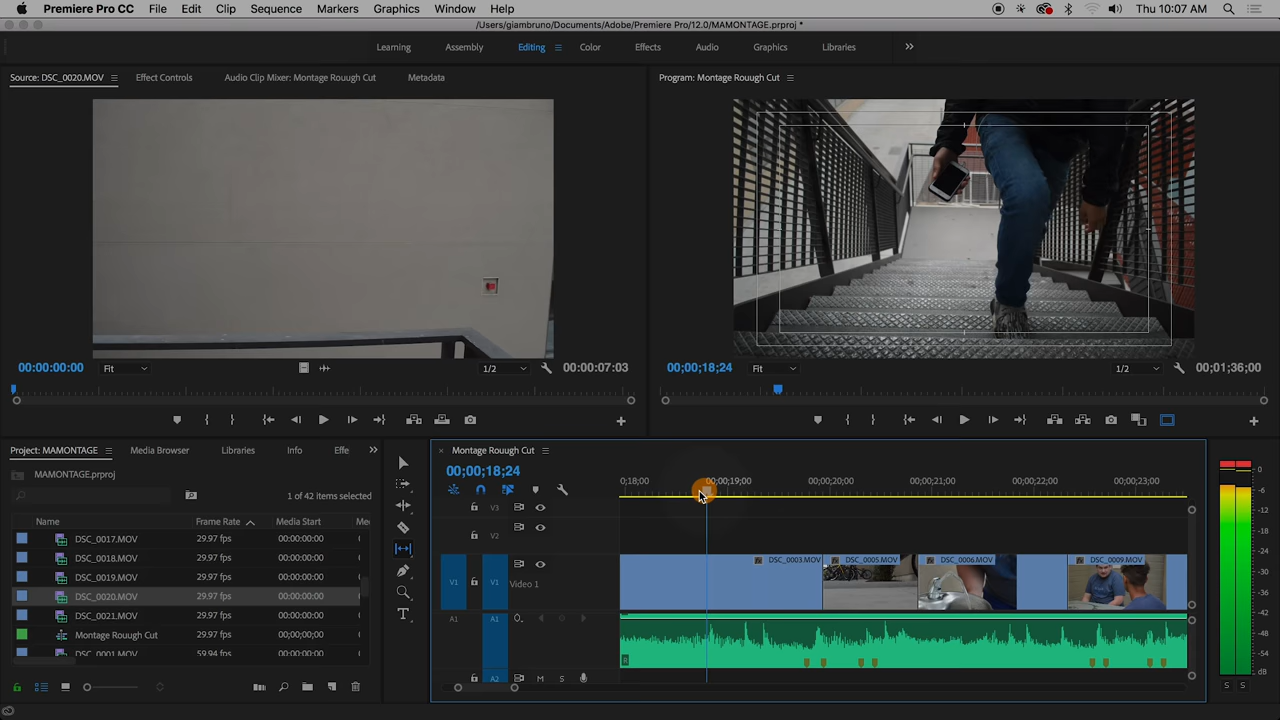 Premiere Pro CC File Edit Clip Sequence Markers Graphics Window Help Thu 10:07 AM
/Users/giambruno/Documents/Adobe/Premiere Pro/12.0/MAMONTAGE.prproj *
Learning Assembly Editing Color Effects Audio Graphics Libraries
Source: DSC_0020.MOV Effect Controls Audio Clip Mixer: Montage Rouugh Cut Metadata
Program: Montage Rouugh Cut
00:00:00:00 Fit 1/2 00:00:07:03
00;00;18;24 Fit 1/2 00;01;36;00
Project: MAMONTAGE Media Browser Libraries Info Effe
MAMONTAGE.prproj
1 of 42 items selected
Name Frame Rate Media Start Me
DSC_0017.MOV 29.97 fps 00:00:00:00
DSC_0018.MOV 29.97 fps 00:00:00:00
DSC_0019.MOV 29.97 fps 00:00:00:00
DSC_0020.MOV 29.97 fps 00:00:00:00
DSC_0021.MOV 29.97 fps 00:00:00:00
Montage Rouugh Cut 29.97 fps 00;00;00;00
DSC_0001.MOV 59.94 fps 00:00:00:00
Montage Rouugh Cut
00;00;18;24
0;18;00 00;00;19;00 00;00;20;00 00;00;21;00 00;00;22;00 00;00;23;00
V3
V2
V1 V1 Video 1
DSC_0003.MOV DSC_0005.MOV DSC_0006.MOV DSC_0009.MOV
A1 A1
A2 A2 M S
0
-6
-12
-18
-24
-30
-36
-42
-48
-54
dB
S S